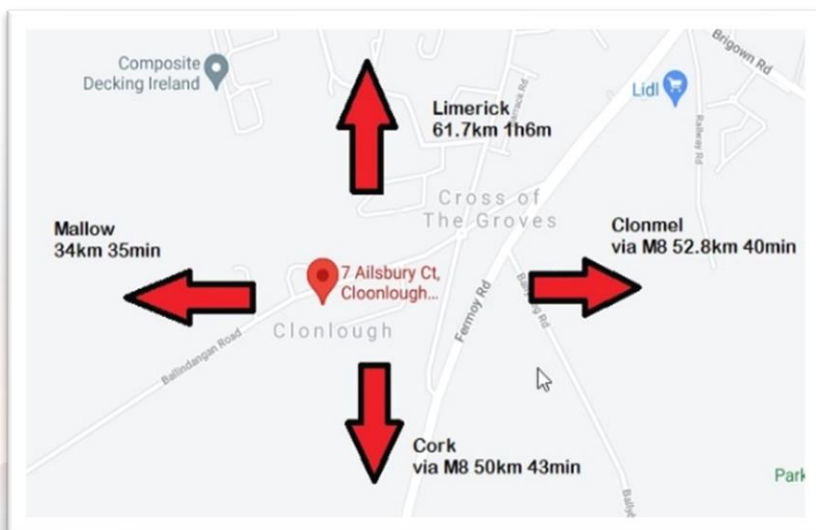 Composite
Decking Ireland
Brigown Rd
Lidl
Limerick
61.7km 1h6m
Railway Rd
Cross of
The Groves
Mallow
34km 35min
Clonmel
via M8 52.8km 40min
7 Ailsbury Ct,
Cloonlough...
Fermoy Rd
Clonlough
Ballindangan Road
Cork
via M8 50km 43min
Park